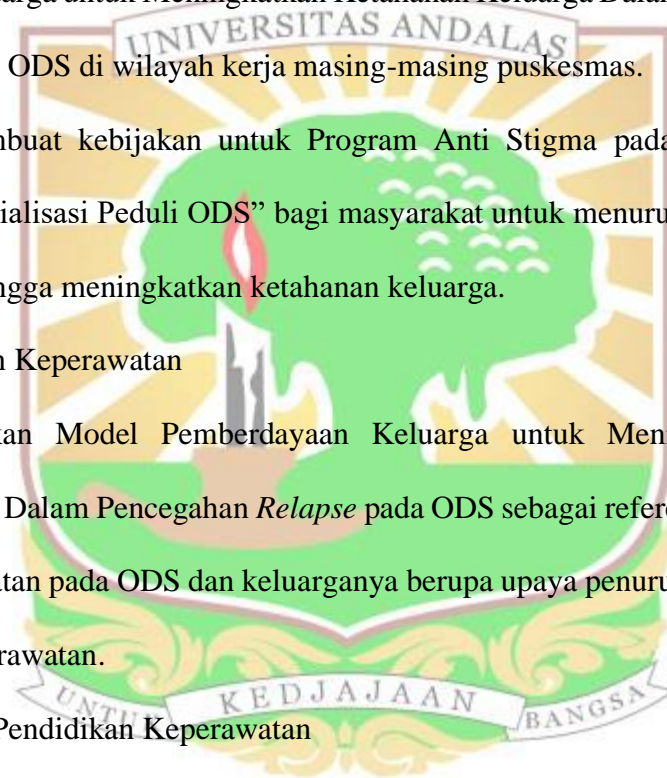 arga untuk Meningkatkan Ketahanan Keluarga Dalam
UNIVERSITAS ANDALAS
ODS di wilayah kerja masing-masing puskesmas.
mbuat kebijakan untuk Program Anti Stigma pada
ialisasi Peduli ODS” bagi masyarakat untuk menuru
ngga meningkatkan ketahanan keluarga.
n Keperawatan
kan Model Pemberdayaan Keluarga untuk Men
Dalam Pencegahan Relapse pada ODS sebagai refer
atan pada ODS dan keluarganya berupa upaya penuru
rawatan.
UNTUK KEDJAJAAN BANGSA
Pendidikan Keperawatan